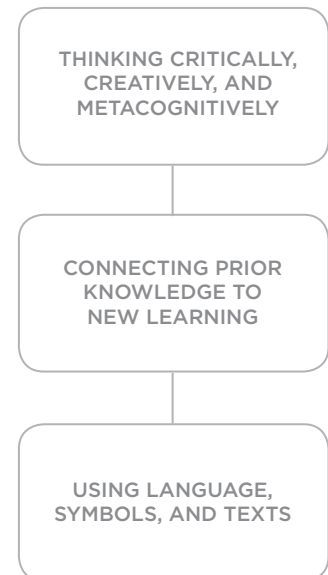 THINKING CRITICALLY,
CREATIVELY, AND
METACOGNITIVELY
CONNECTING PRIOR
KNOWLEDGE TO
NEW LEARNING
USING LANGUAGE,
SYMBOLS, AND TEXTS